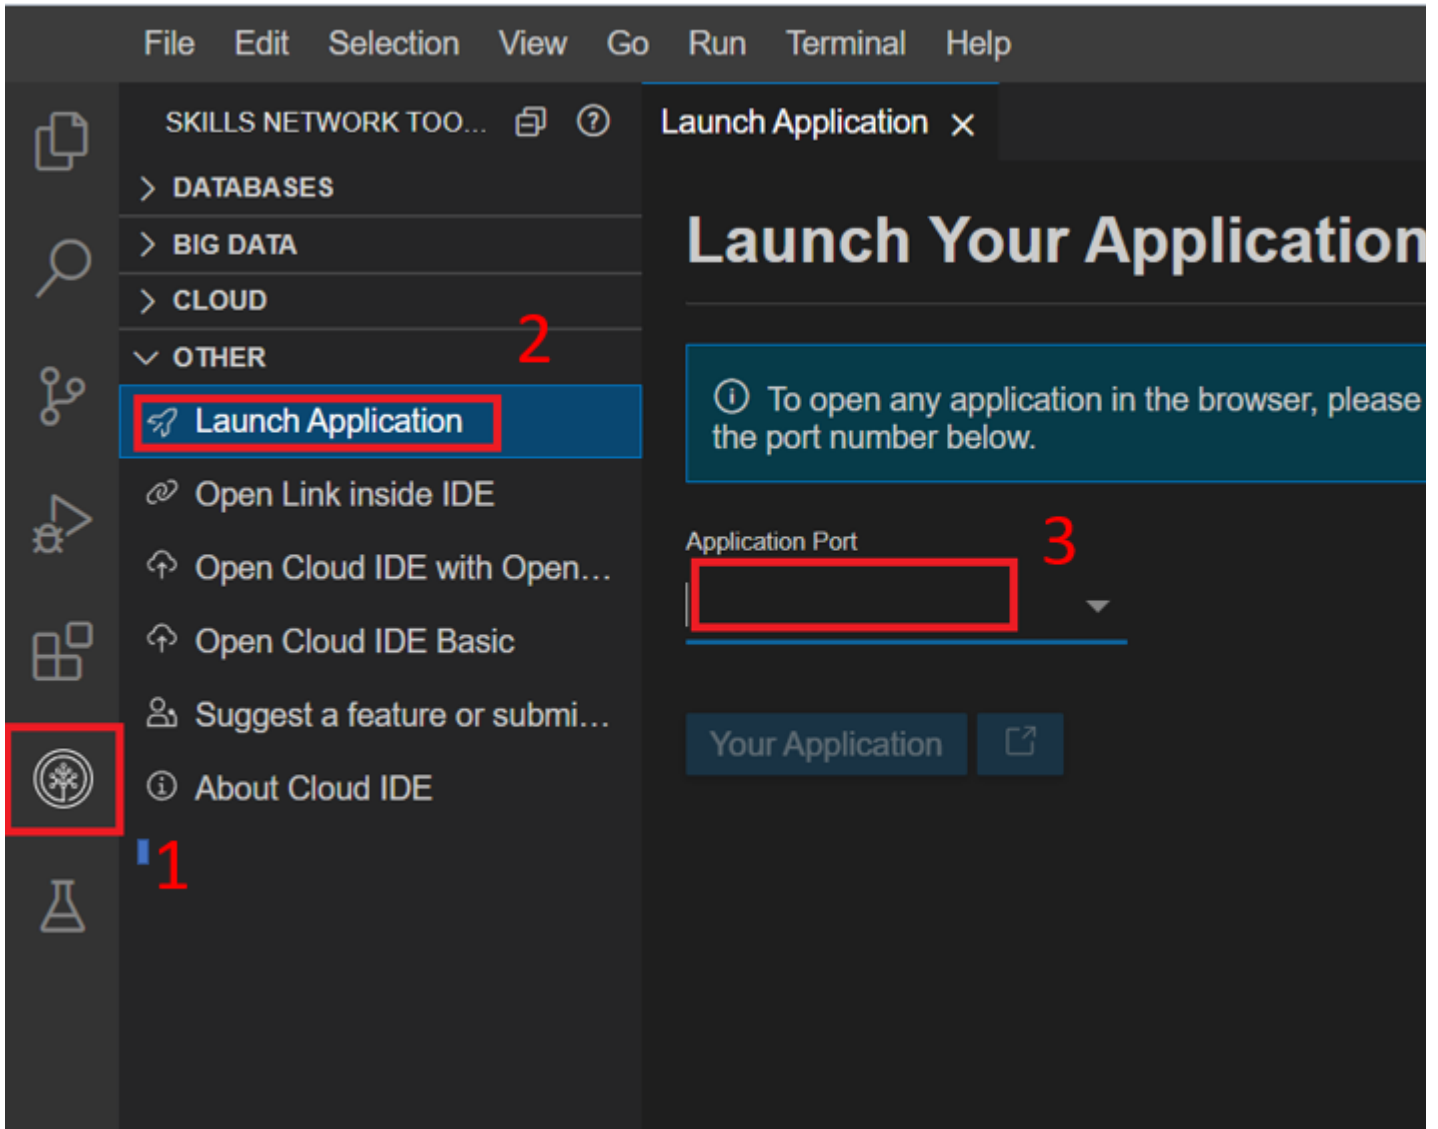 File Edit Selection View Go Run Terminal Help
SKILLS NETWORK TOO...
Launch Application
DATABASES
BIG DATA
CLOUD
OTHER
2
Launch Application
Open Link inside IDE
Open Cloud IDE with Open...
Open Cloud IDE Basic
Suggest a feature or submi...
About Cloud IDE
1
Launch Your Application
To open any application in the browser, please
the port number below.
Application Port
3
Your Application